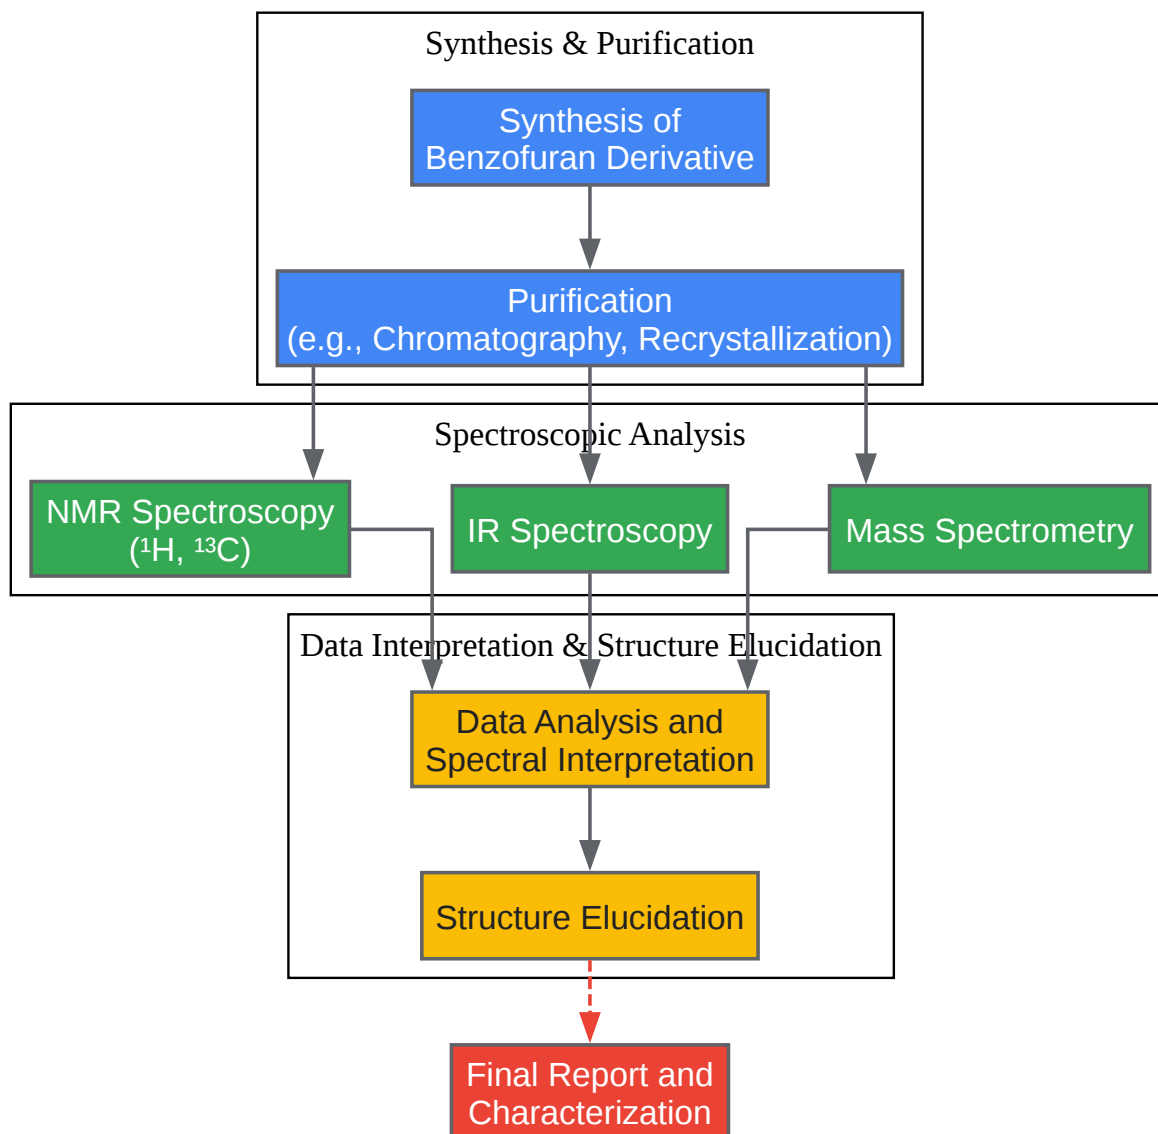 Synthesis & Purification
Synthesis of
Benzofuran Derivative
Purification
(e.g., Chromatography, Recrystallization)
Spectroscopic Analysis
NMR Spectroscopy
(¹H, ¹³C)
IR Spectroscopy
Mass Spectrometry
Data Interpretation & Structure Elucidation
Data Analysis and
Spectral Interpretation
Structure Elucidation
Final Report and
Characterization